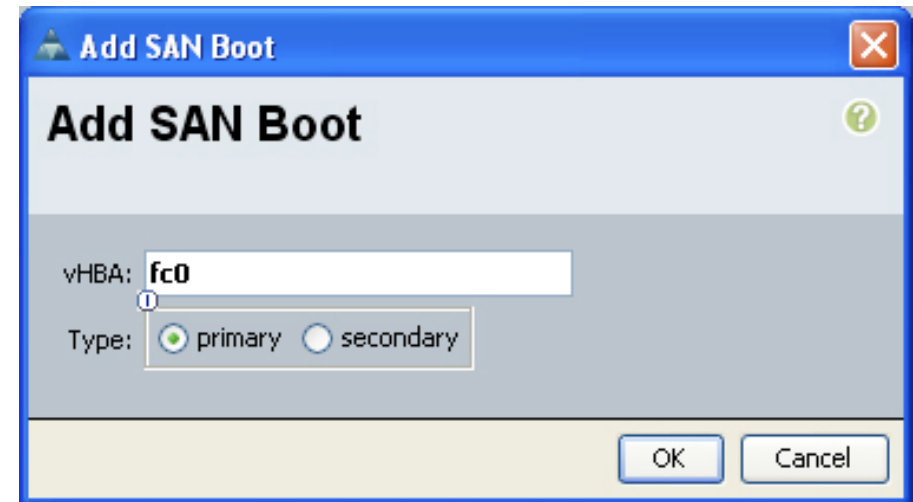 Add SAN Boot
Add SAN Boot
vHBA: fc0
Type: primary secondary
OK Cancel